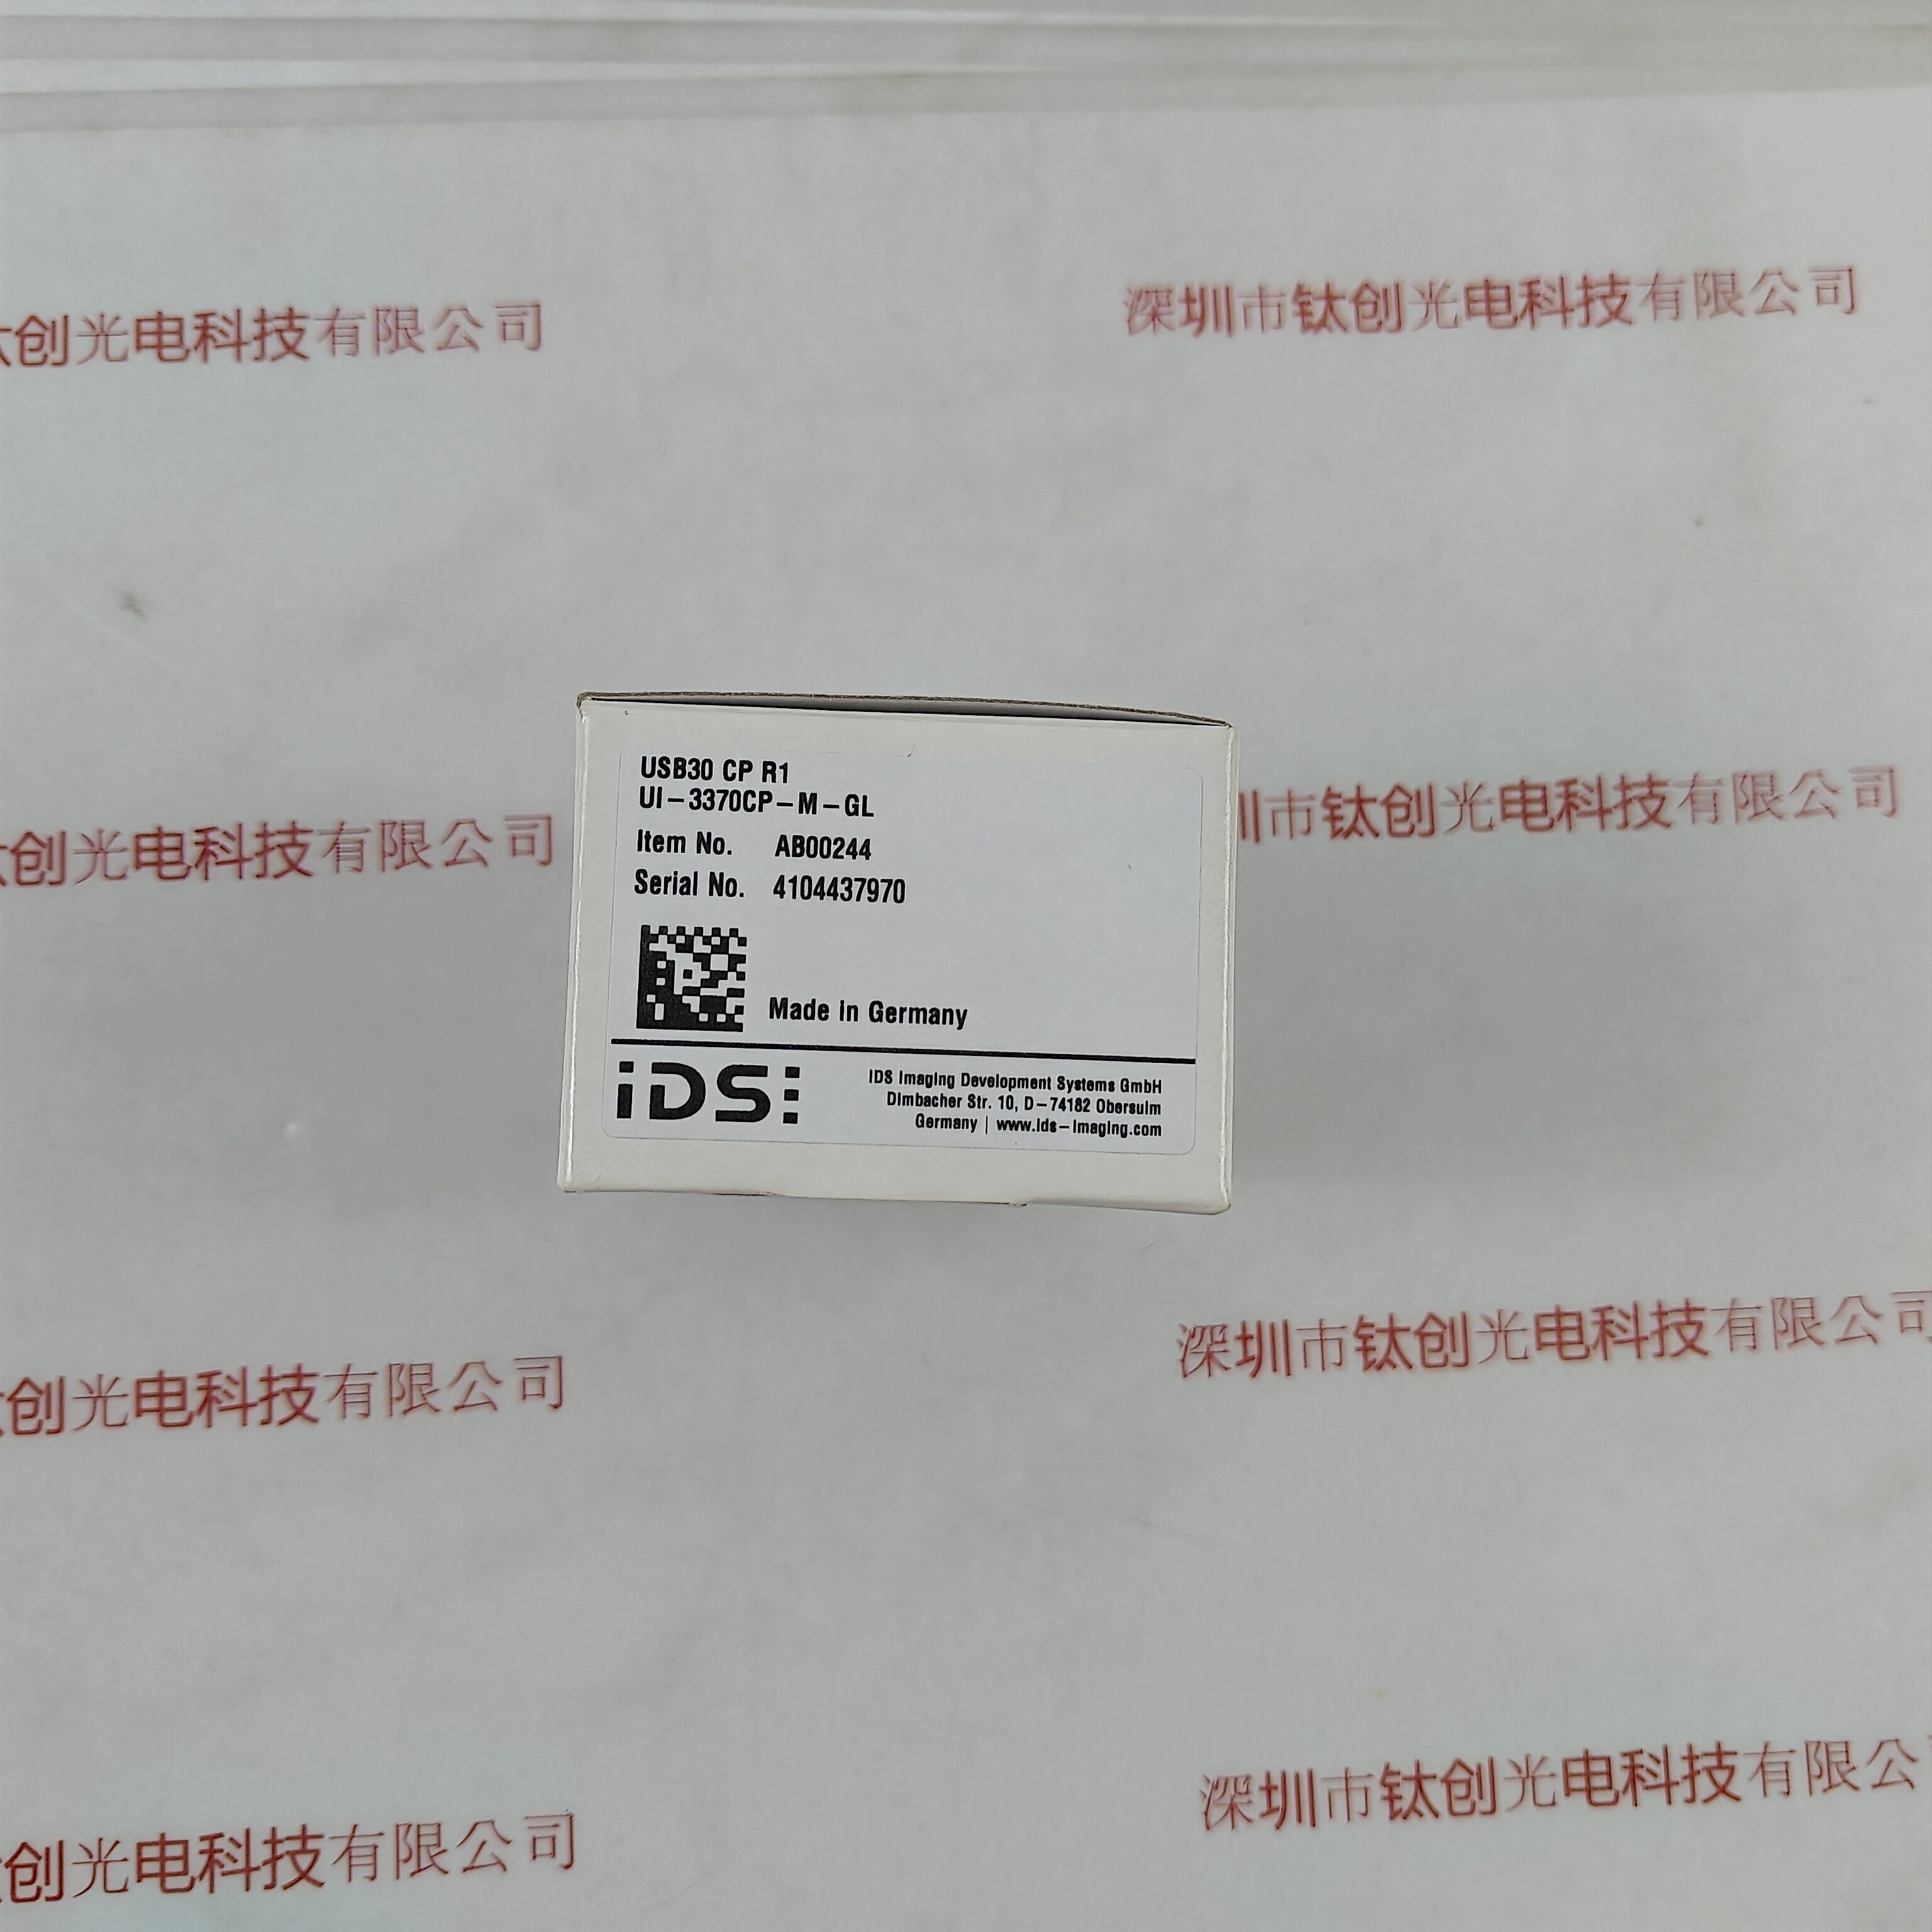 钛创光电科技有限公司
深圳市钛创光电科技有限公司
USB30 CP R1
UI-3370CP-M-GL
Item No. AB00244
Serial No. 4104437970
Made in Germany
IDS
IDS Imaging Development Systems GmbH
Dimbacher Str. 10, D-74182 Obersulm
Germany | www.ids-imaging.com
创光电科技有限公司
圳市钛创光电科技有限公司
创光电科技有限公司
深圳市钛创光电科技有限公司
创光电科技有限公司
深圳市钛创光电科技有限公